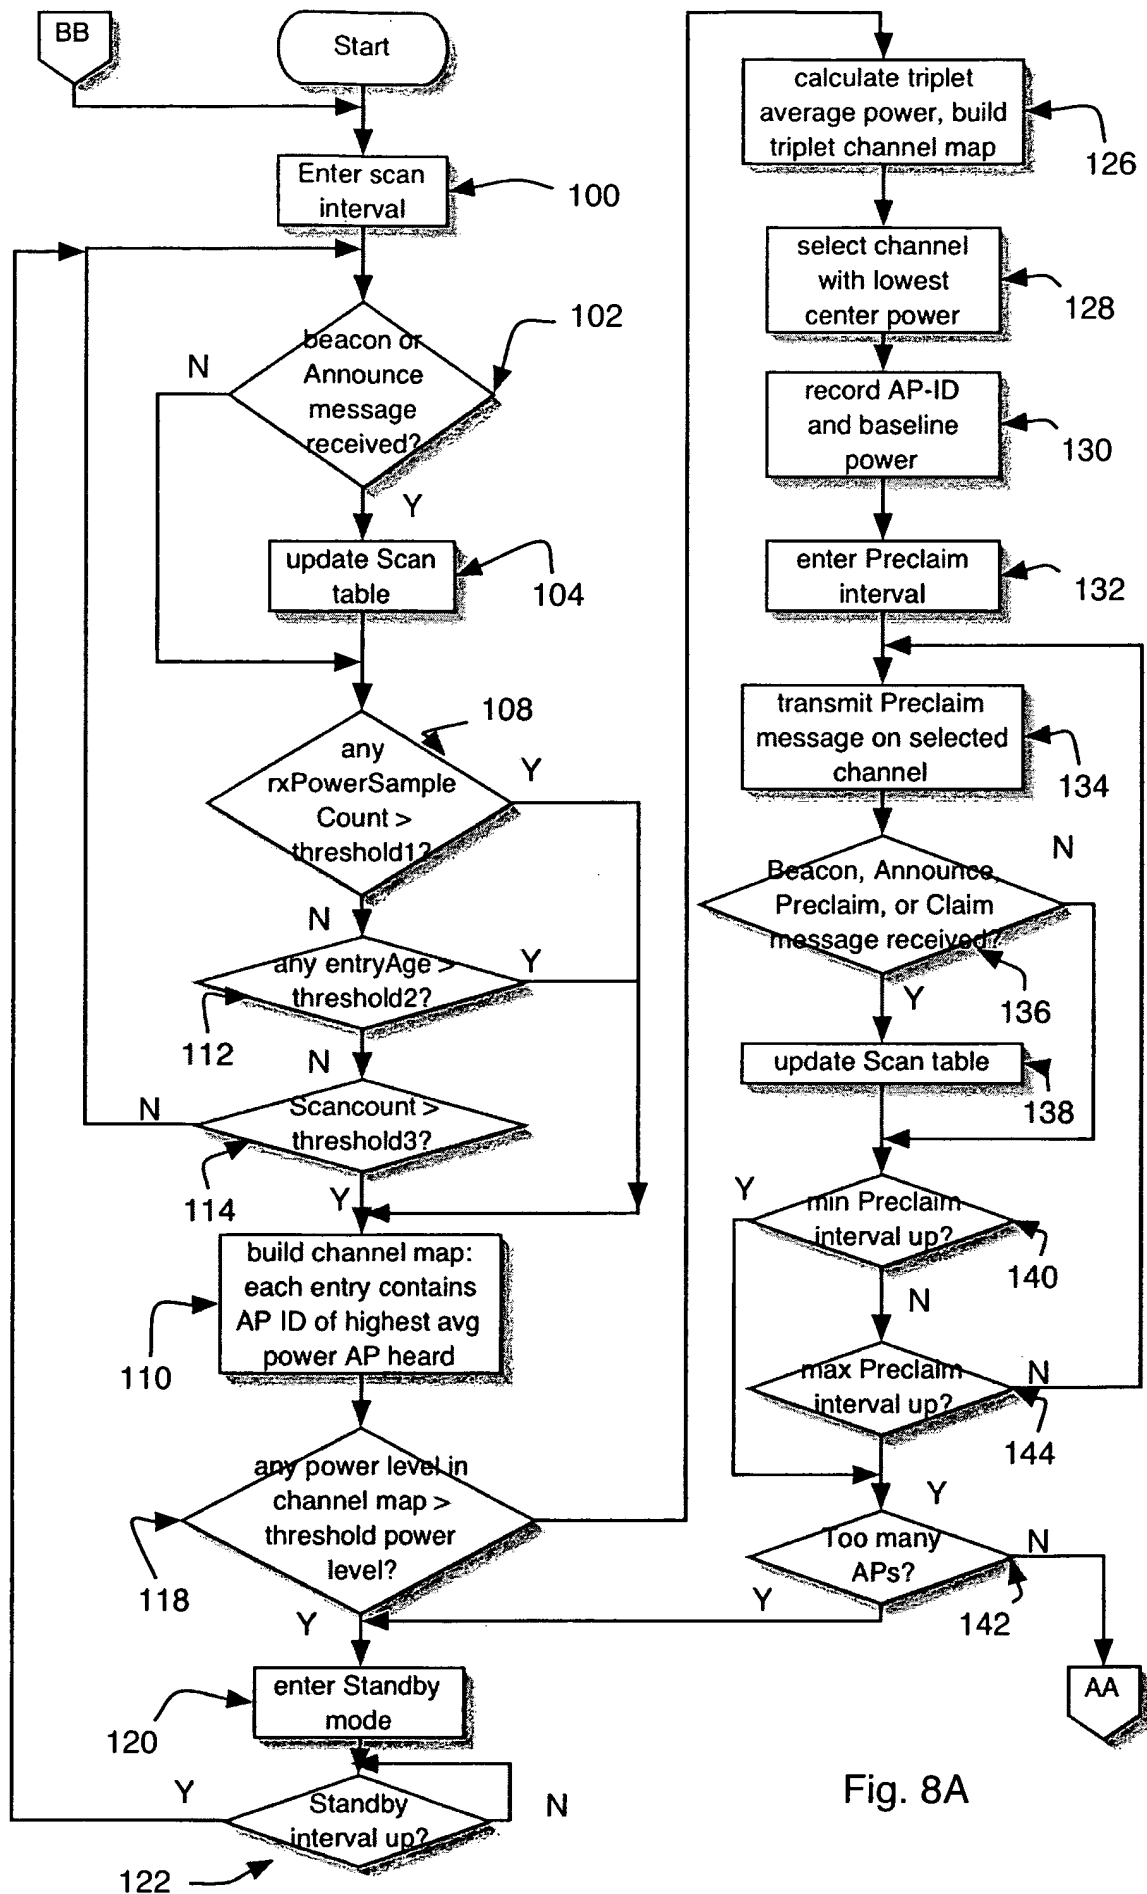 BB
Start
Enter scan
interval
100
N
beacon or
Announce
message
received?
102
Y
update Scan
table
104
any
rxPowerSample
Count >
threshold1?
108
Y
N
any entryAge >
threshold2?
Y
112
N
N
Scancount >
threshold3?
114
Y
build channel map:
each entry contains
AP ID of highest avg
power AP heard
110
any power level in
channel map >
threshold power
level?
118
Y
enter Standby
mode
120
Y
Standby
interval up?
N
122
calculate triplet
average power, build
triplet channel map
126
select channel
with lowest
center power
128
record AP-ID
and baseline
power
130
enter Preclaim
interval
132
transmit Preclaim
message on selected
channel
134
N
Beacon, Announce,
Preclaim, or Claim
message received?
136
Y
update Scan table
138
Y
min Preclaim
interval up?
140
N
max Preclaim
interval up?
N
144
Y
Too many
APs?
N
Y
142
AA
Fig. 8A